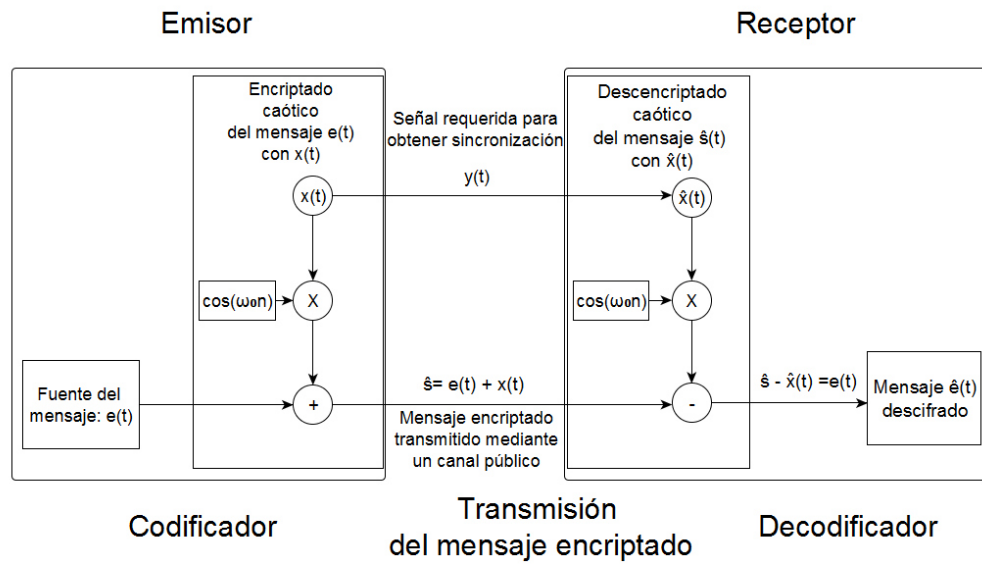 Emisor
Receptor
Encriptado
caótico
del mensaje e(t)
con x(t)
Señal requerida para
obtener sincronización
y(t)
Descencriptado
caótico
del mensaje ŝ(t)
con x̂(t)
x(t)
x̂(t)
cos(ω₀n)
X
cos(ω₀n)
X
Fuente del
mensaje: e(t)
+
ŝ= e(t) + x(t)
Mensaje encriptado
transmitido mediante
un canal público
-
ŝ - x̂(t) =e(t)
Mensaje ê(t)
descifrado
Codificador
Transmisión
del mensaje encriptado
Decodificador